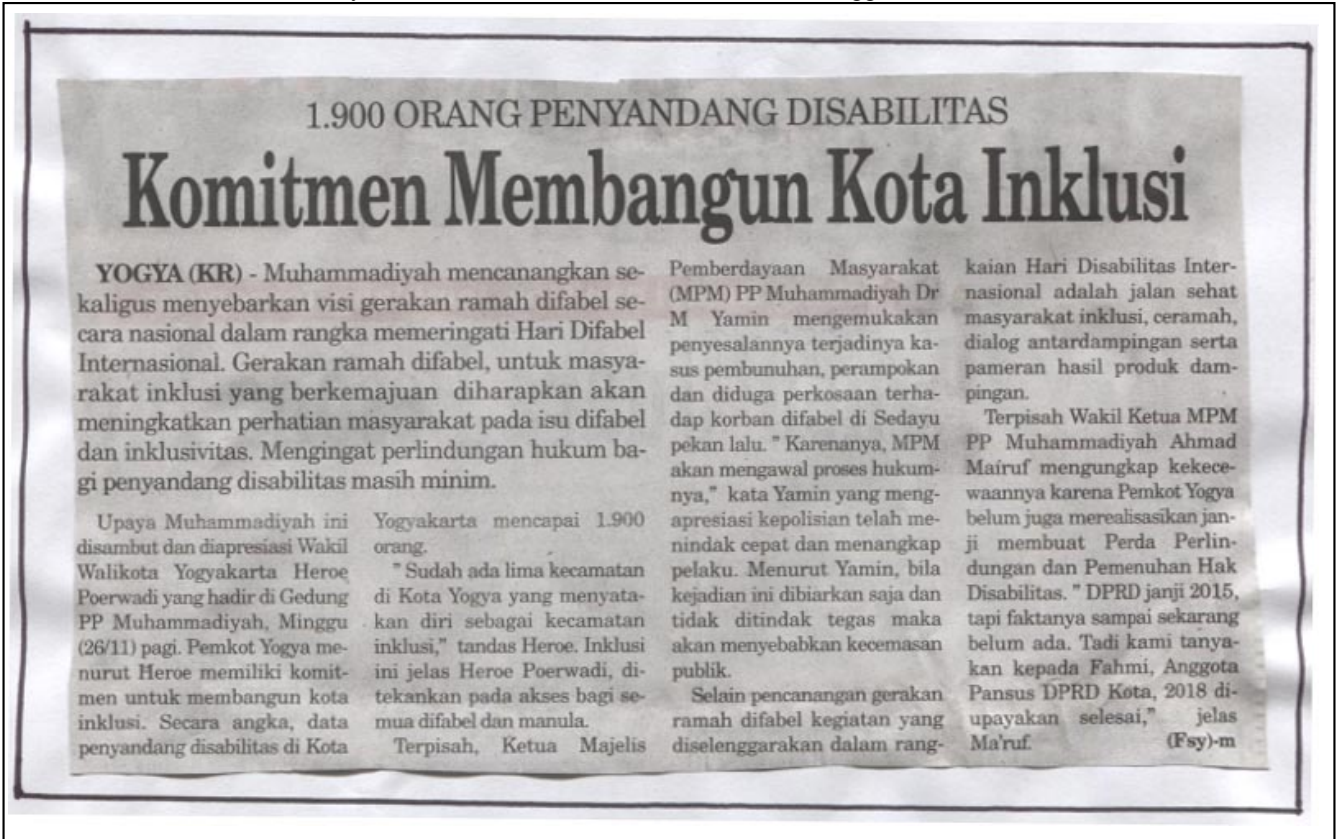 1.900 ORANG PENYANDANG DISABILITAS
Komitmen Membangun Kota Inklusi
YOGYA (KR) - Muhammadiyah mencanangkan se-
kaligus menyebarkan visi gerakan ramah difabel se-
cara nasional dalam rangka memeringati Hari Difabel
Internasional. Gerakan ramah difabel, untuk masya-
rakat inklusi yang berkemajuan diharapkan akan
meningkatkan perhatian masyarakat pada isu difabel
dan inklusivitas. Mengingat perlindungan hukum ba-
gi penyandang disabilitas masih minim.
Upaya Muhammadiyah ini
disambut dan diapresiasi Wakil
Walikota Yogyakarta Heroe
Poerwadi yang hadir di Gedung
PP Muhammadiyah, Minggu
(26/11) pagi. Pemkot Yogya me-
nurut Heroe memiliki komit-
men untuk membangun kota
inklusi. Secara angka, data
penyandang disabilitas di Kota
Yogyakarta mencapai 1.900
orang.
" Sudah ada lima kecamatan
di Kota Yogya yang menyata-
kan diri sebagai kecamatan
inklusi," tandas Heroe. Inklusi
ini jelas Heroe Poerwadi, di-
tekankan pada akses bagi se-
mua difabel dan manula.
Terpisah, Ketua Majelis
Pemberdayaan Masyarakat
(MPM) PP Muhammadiyah Dr
M Yamin mengemukakan
penyesalannya terjadinya ka-
sus pembunuhan, perampokan
dan diduga perkosaan terha-
dap korban difabel di Sedayu
pekan lalu. " Karenanya, MPM
akan mengawal proses hukum-
nya," kata Yamin yang meng-
apresiasi kepolisian telah me-
nindak cepat dan menangkap
pelaku. Menurut Yamin, bila
kejadian ini dibiarkan saja dan
tidak ditindak tegas maka
akan menyebabkan kecemasan
publik.
Selain pencanangan gerakan
ramah difabel kegiatan yang
diselenggarakan dalam rang-
kaian Hari Disabilitas Inter-
nasional adalah jalan sehat
masyarakat inklusi, ceramah,
dialog antardampingan serta
pameran hasil produk dam-
pingan.
Terpisah Wakil Ketua MPM
PP Muhammadiyah Ahmad
Ma'ruf mengungkap kekece-
waannya karena Pemkot Yogya
belum juga merealisasikan jan-
ji membuat Perda Perlin-
dungan dan Pemenuhan Hak
Disabilitas. " DPRD janji 2015,
tapi faktanya sampai sekarang
belum ada. Tadi kami tanya-
kan kepada Fahmi, Anggota
Pansus DPRD Kota, 2018 di-
upayakan selesai," jelas
Ma'ruf. (Fsy)-m